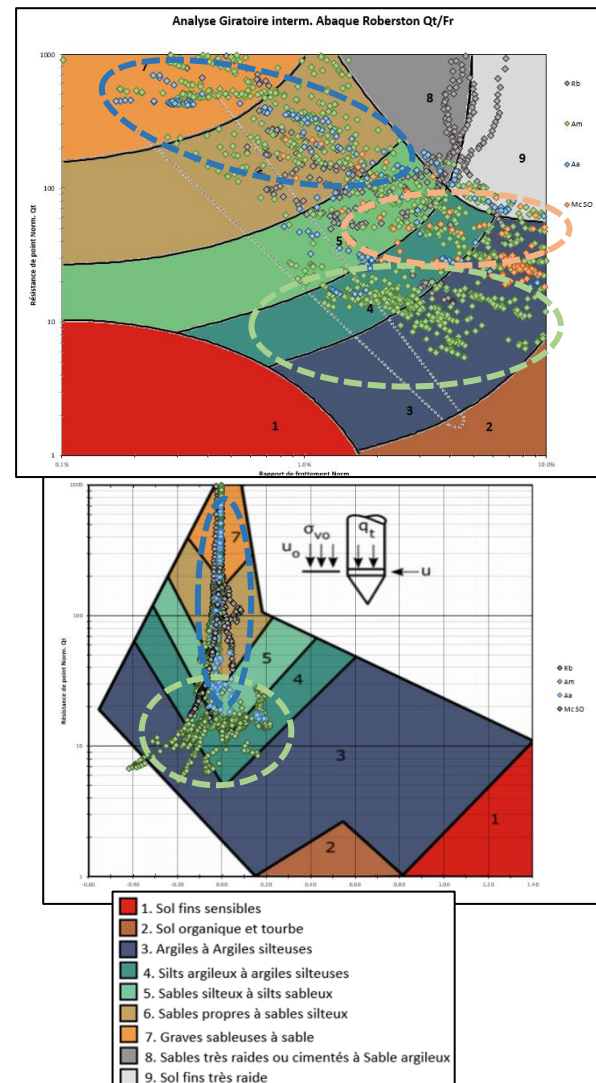 Analyse Giratoire interm. Abaque Roberston Qt/Fr
Résistance de point Norm. Qt
1000
100
10
1
0.1%
1.0%
10.0%
Rapport de frottement Norm.
7
8
9
6
5
4
3
2
1
Rb
Am
Aa
Mc SO
Résistance de point Norm. Qt
1000
100
10
1
-0.60
-0.40
-0.20
0.00
0.20
0.40
0.60
0.80
1.00
1.20
1.40
σvo
uo
qt
u
7
6
5
4
3
2
1
Rb
Am
Aa
Mc SO
1. Sol fins sensibles
2. Sol organique et tourbe
3. Argiles à Argiles silteuses
4. Silts argileux à argiles silteuses
5. Sables silteux à silts sableux
6. Sables propres à sables silteux
7. Graves sableuses à sable
8. Sables très raides ou cimentés à Sable argileux
9. Sol fins très raide